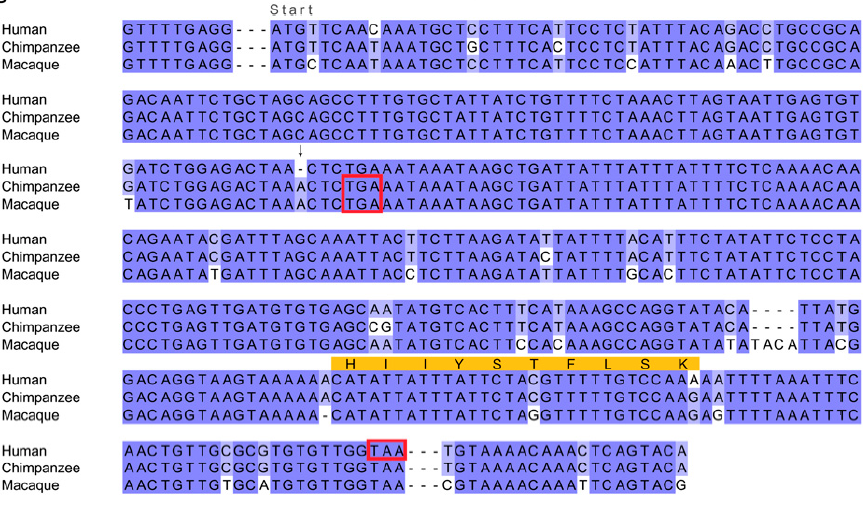 Start
Human GTTTTGAGG---ATGTTCAACAAATGCTCCTTTCATTCCTCTATTTACAGACCTGCCGCA
Chimpanzee GTTTTGAGG---ATGTTCAATAAATGCTGCTTTCACTCCTCTATTTACAGACCTGCCGCA
Macaque GTTTTGAGG---ATGCTCAATAAATGCTCCTTTCATTCCTCCATTTACAAACTTGCCGCA
Human GACAATTCTGCTAGCAGCCTTTGTGCTATTATCTGTTTTCTAAACTTAGTAATTGAGTGT
Chimpanzee GACAATTCTGCTAGCAGCCTTTGTGCTATTATCTGTTTTCTAAACTTAGTAATTGAGTGT
Macaque GACAATTCTGCTAGCAGCCTTTGTGCTATTATCTGTTTTCTAAACTTAGTAATTGAGTGT
Human GATCTGGAGACTAA-CTCTGAAATAAATAAGCTGATTATTTATTTATTTTCTCAAAACAA
Chimpanzee GATCTGGAGACTAAACTCTGAAATAAATAAGCTGATTATTTATTTATTTTCTCAAAACAA
Macaque TATCTGGAGACTAAACTCTGAAATAAATAAGCTGATTATTTATTTATTTTCTCAAAACAA
Human CAGAATACGATTTAGCAAATTACTTCTTAAGATATTATTTTACATTTCTATATTCTCCTA
Chimpanzee CAGAATACGATTTAGCAAATTACTTCTTAAGATACTATTTTACATTTCTATATTCTCCTA
Macaque CAGAATATGATTTAGCAAATTACCTCTTAAGATATTATTTTGCACTTCTATATTCTCCTA
Human CCCTGAGTTGATGTGTGAGCAATATGTCACTTTCATAAAGCCAGGTATACA----TTATG
Chimpanzee CCCTGAGTTGATGTGTGAGCCGTATGTCACTTTCATAAAGCCAGGTATACA----TTATG
Macaque CCCTGAGTTGATGTGTGAGCAATATGTCACTTCCACAAAGCCAGGTATATATACATTACG
H I I Y S T F L S K
Human GACAGGTAAGTAAAAAACATATTATTTATTCTACGTTTTTGTCCAAAAATTTTAAATTTC
Chimpanzee GACAGGTAAGTAAAAAACATATTATTTATTCTACGTTTTTGTCCAAGAATTTTAAATTTC
Macaque GACAGGTAAGTAAAAA-CATATTATTTATTCTAGGTTTTTGTCCAAGAGTTTTAAATTTC
Human AACTGTTGCGCGTGTGTTGGTAA---TGTAAAACAAACTCAGTACA
Chimpanzee AACTGTTGCGCGTGTGTTGGTAA---TGTAAAACAAACTCAGTACA
Macaque AACTGTTGTGCATGTGTTGGTAA---CGTAAAACAAATTCAGTACG